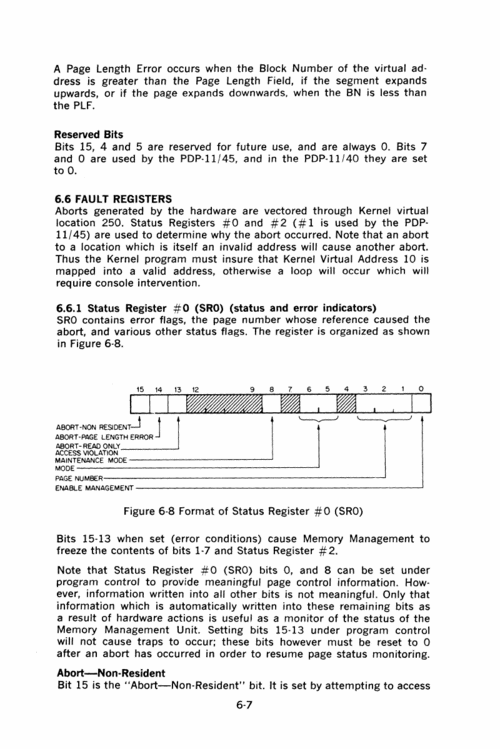 A Page Length Error occurs when the Block Number of the virtual ad-
dress is greater than the Page Length Field, if the segment expands
upwards, or if the page expands downwards, when the BN is less than
the PLF.
Reserved Bits
Bits 15, 4 and 5 are reserved for future use, and are always 0. Bits 7
and 0 are used by the PDP-11/45, and in the PDP-11/40 they are set
to 0.
6.6 FAULT REGISTERS
Aborts generated by the hardware are vectored through Kernel virtual
location 250. Status Registers #0 and #2 (#1 is used by the PDP-
11/45) are used to determine why the abort occurred. Note that an abort
to a location which is itself an invalid address will cause another abort.
Thus the Kernel program must insure that Kernel Virtual Address 10 is
mapped into a valid address, otherwise a loop will occur which will
require console intervention.
6.6.1 Status Register #0 (SR0) (status and error indicators)
SR0 contains error flags, the page number whose reference caused the
abort, and various other status flags. The register is organized as shown
in Figure 6-8.
15 14 13 12 9 8 7 6 5 4 3 2 1 0
ABORT-NON RESIDENT
ABORT-PAGE LENGTH ERROR
ABORT-READ ONLY
ACCESS VIOLATION
MAINTENANCE MODE
MODE
PAGE NUMBER
ENABLE MANAGEMENT
Figure 6-8 Format of Status Register #0 (SR0)
Bits 15-13 when set (error conditions) cause Memory Management to
freeze the contents of bits 1-7 and Status Register #2.
Note that Status Register #0 (SR0) bits 0, and 8 can be set under
program control to provide meaningful page control information. How-
ever, information written into all other bits is not meaningful. Only that
information which is automatically written into these remaining bits as
a result of hardware actions is useful as a monitor of the status of the
Memory Management Unit. Setting bits 15-13 under program control
will not cause traps to occur; these bits however must be reset to 0
after an abort has occurred in order to resume page status monitoring.
Abort—Non-Resident
Bit 15 is the "Abort—Non-Resident" bit. It is set by attempting to access
6-7